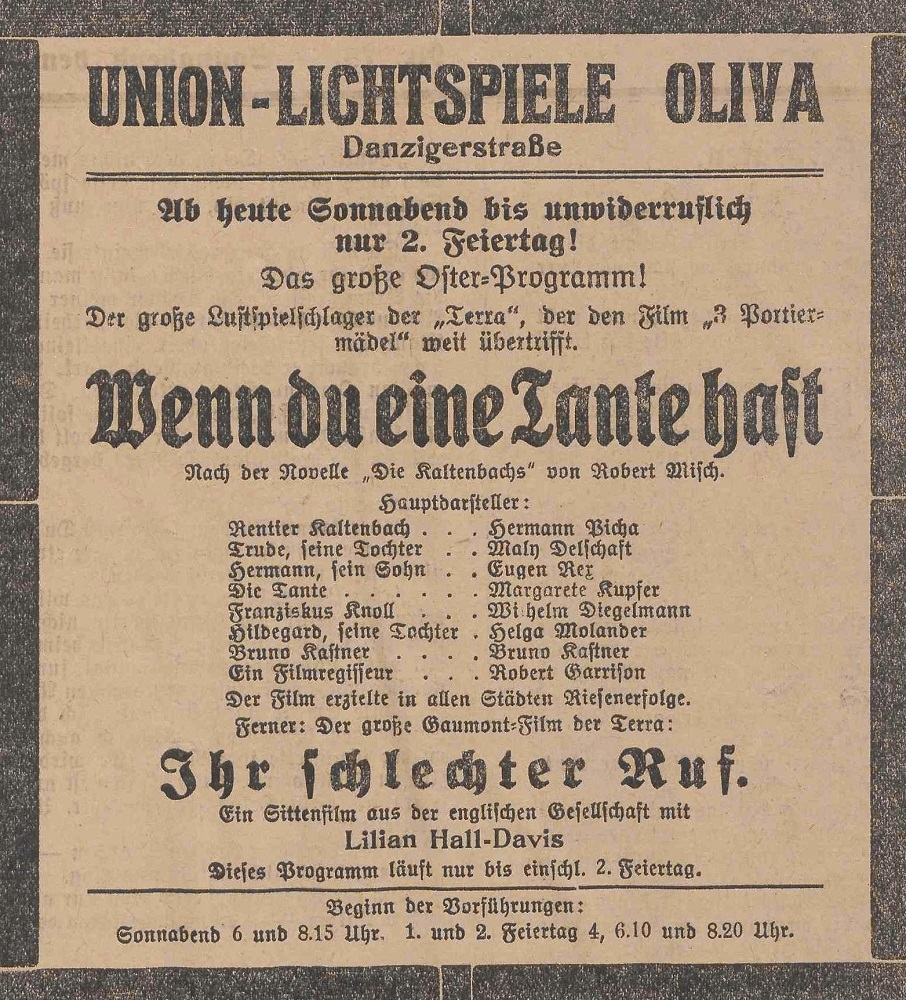 UNION-LICHTSPIELE OLIVA
Danzigerstraße
Ab heute Sonnabend bis unwiderruflich
nur 2. Feiertag!
Das große Oster-Programm!
Der große Lustspielschlager der „Terra“, der den Film „3 Portier-
mädel“ weit übertrifft.
Wenn du eine Tante hast
Nach der Novelle „Die Kaltenbachs“ von Robert Misch.
Hauptdarsteller:
Rentier Kaltenbach . . . Hermann Picha
Trude, seine Tochter . . Maly Delschaft
Hermann, sein Sohn . . Eugen Rex
Die Tante . . . . . . Margarete Kupfer
Franziskus Knoll . . . Wilhelm Diegelmann
Hildegard, seine Tochter . Helga Molander
Bruno Kastner . . . . Bruno Kastner
Ein Filmregisseur . . . Robert Garrison
Der Film erzielte in allen Städten Riesenerfolge.
Ferner: Der große Gaumont-Film der Terra:
Ihr schlechter Ruf.
Ein Sittenfilm aus der englischen Gesellschaft mit
Lilian Hall-Davis
Dieses Programm läuft nur bis einschl. 2. Feiertag.
Beginn der Vorführungen:
Sonnabend 6 und 8.15 Uhr. 1. und 2. Feiertag 4, 6.10 und 8.20 Uhr.